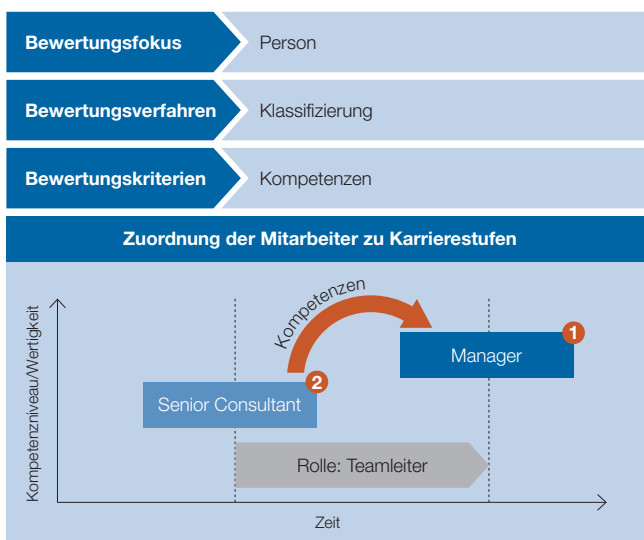 Bewertungsfokus
Person
Bewertungsverfahren
Klassifizierung
Bewertungskriterien
Kompetenzen
Zuordnung der Mitarbeiter zu Karrierestufen
Kompetenzniveau/Wertigkeit
Kompetenzen
1
Manager
2
Senior Consultant
Rolle: Teamleiter
Zeit